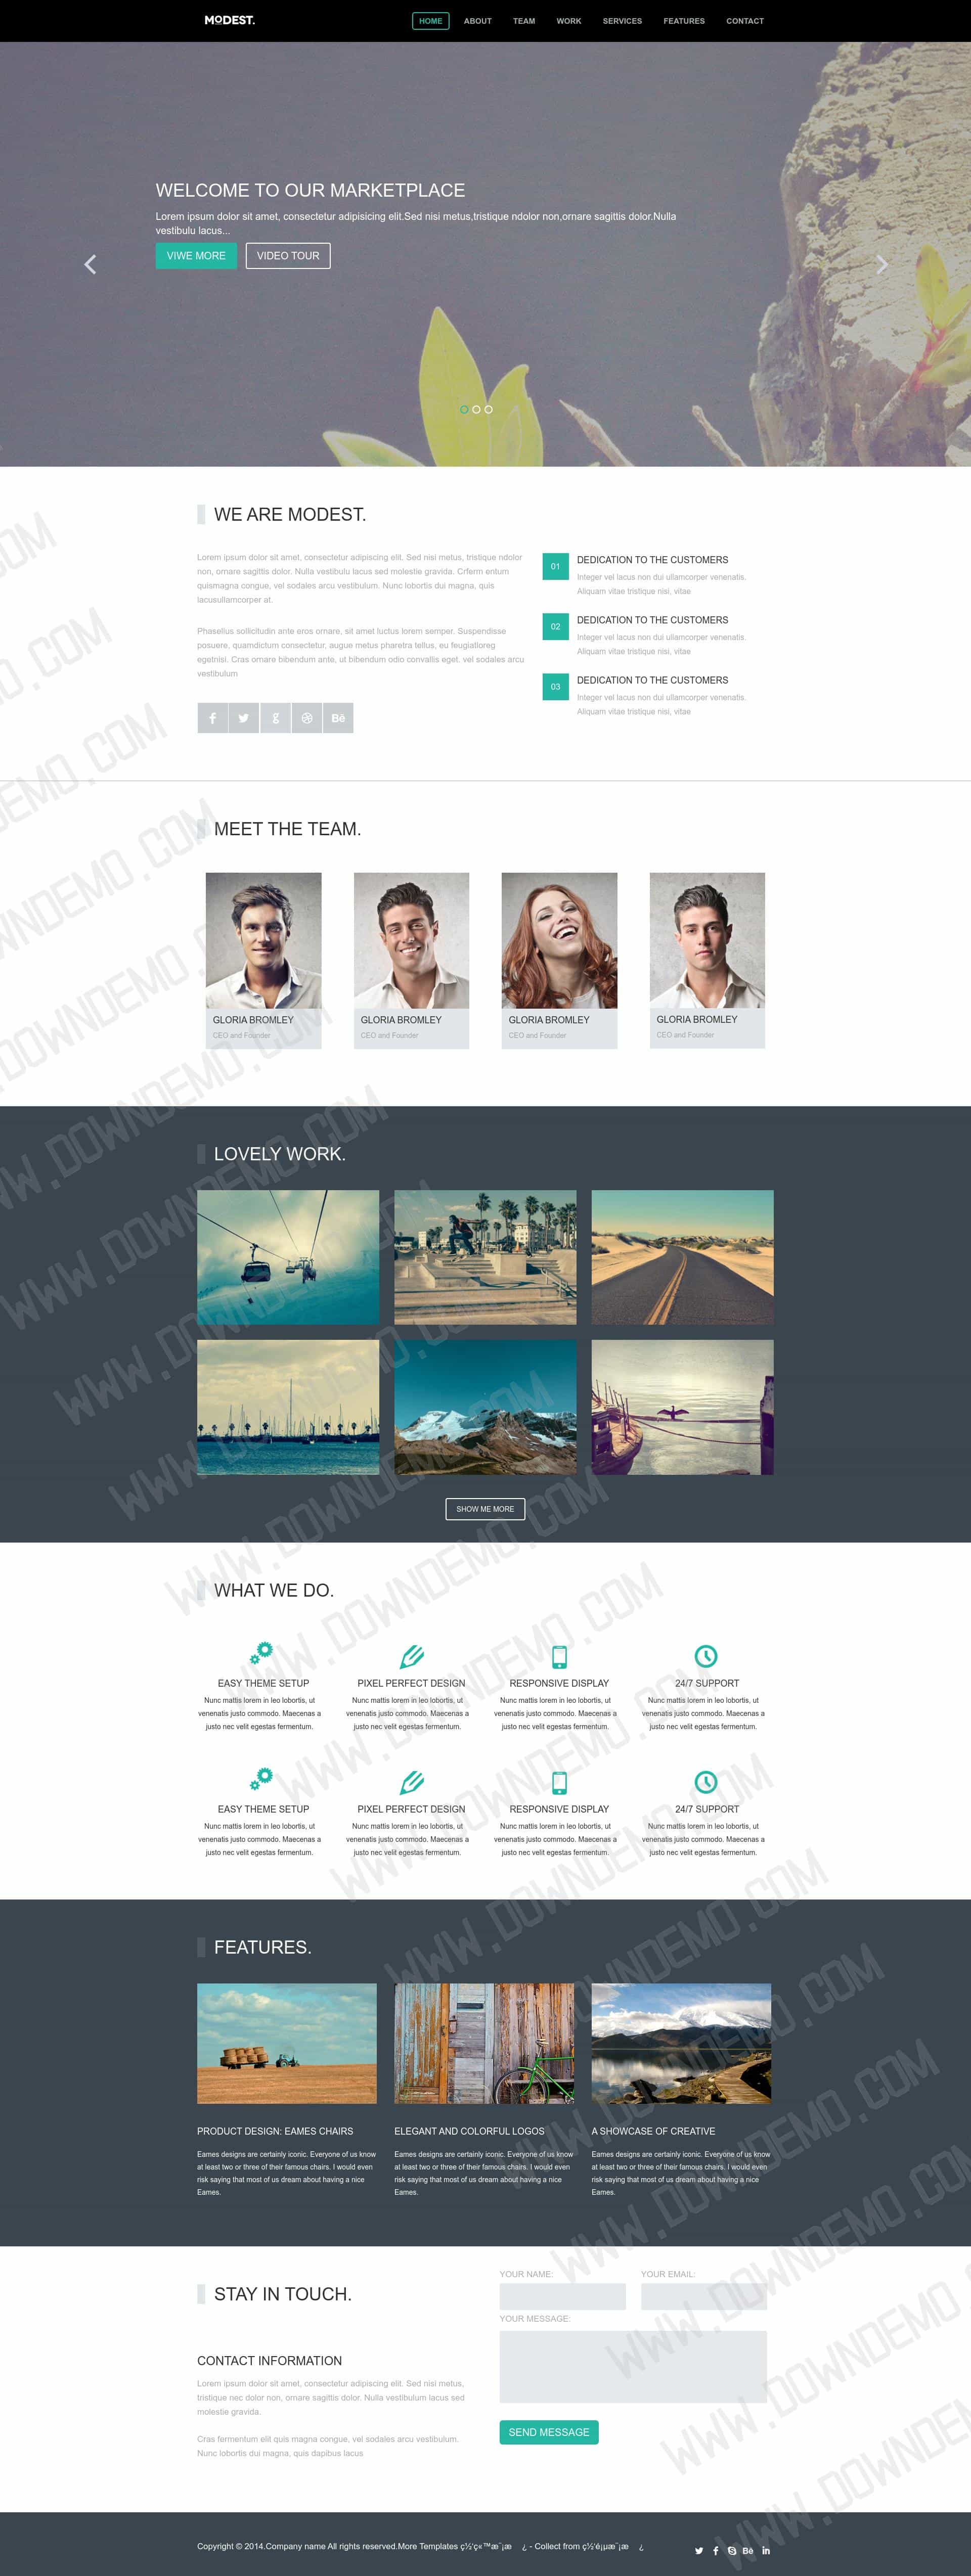 MODEST.
HOME ABOUT TEAM WORK SERVICES FEATURES CONTACT
WELCOME TO OUR MARKETPLACE
Lorem ipsum dolor sit amet, consectetur adipisicing elit.Sed nisi metus,tristique ndolor non,ornare sagittis dolor.Nulla
vestibulu lacus...
VIWE MORE VIDEO TOUR
WE ARE MODEST.
Lorem ipsum dolor sit amet, consectetur adipiscing elit. Sed nisi metus, tristique ndolor
non, ornare sagittis dolor. Nulla vestibulu lacus sed molestie gravida. Crferm entum
quismagna congue, vel sodales arcu vestibulum. Nunc lobortis dui magna, quis
lacusullamcorper at.
Phasellus sollicitudin ante eros ornare, sit amet luctus lorem semper. Suspendisse
posuere, quamdictum consectetur, augue metus pharetra tellus, eu feugiatloreg
egetnisi. Cras ornare bibendum ante, ut bibendum odio convallis eget. vel sodales arcu
vestibulum
Bē
01
DEDICATION TO THE CUSTOMERS
Integer vel lacus non dui ullamcorper venenatis.
Aliquam vitae tristique nisi, vitae
02
DEDICATION TO THE CUSTOMERS
Integer vel lacus non dui ullamcorper venenatis.
Aliquam vitae tristique nisi, vitae
03
DEDICATION TO THE CUSTOMERS
Integer vel lacus non dui ullamcorper venenatis.
Aliquam vitae tristique nisi, vitae
MEET THE TEAM.
GLORIA BROMLEY
CEO and Founder
GLORIA BROMLEY
CEO and Founder
GLORIA BROMLEY
CEO and Founder
GLORIA BROMLEY
CEO and Founder
LOVELY WORK.
SHOW ME MORE
WHAT WE DO.
EASY THEME SETUP
Nunc mattis lorem in leo lobortis, ut
venenatis justo commodo. Maecenas a
justo nec velit egestas fermentum.
PIXEL PERFECT DESIGN
Nunc mattis lorem in leo lobortis, ut
venenatis justo commodo. Maecenas a
justo nec velit egestas fermentum.
RESPONSIVE DISPLAY
Nunc mattis lorem in leo lobortis, ut
venenatis justo commodo. Maecenas a
justo nec velit egestas fermentum.
24/7 SUPPORT
Nunc mattis lorem in leo lobortis, ut
venenatis justo commodo. Maecenas a
justo nec velit egestas fermentum.
EASY THEME SETUP
Nunc mattis lorem in leo lobortis, ut
venenatis justo commodo. Maecenas a
justo nec velit egestas fermentum.
PIXEL PERFECT DESIGN
Nunc mattis lorem in leo lobortis, ut
venenatis justo commodo. Maecenas a
justo nec velit egestas fermentum.
RESPONSIVE DISPLAY
Nunc mattis lorem in leo lobortis, ut
venenatis justo commodo. Maecenas a
justo nec velit egestas fermentum.
24/7 SUPPORT
Nunc mattis lorem in leo lobortis, ut
venenatis justo commodo. Maecenas a
justo nec velit egestas fermentum.
FEATURES.
PRODUCT DESIGN: EAMES CHAIRS
Eames designs are certainly iconic. Everyone of us know
at least two or three of their famous chairs. I would even
risk saying that most of us dream about having a nice
Eames.
ELEGANT AND COLORFUL LOGOS
Eames designs are certainly iconic. Everyone of us know
at least two or three of their famous chairs. I would even
risk saying that most of us dream about having a nice
Eames.
A SHOWCASE OF CREATIVE
Eames designs are certainly iconic. Everyone of us know
at least two or three of their famous chairs. I would even
risk saying that most of us dream about having a nice
Eames.
STAY IN TOUCH.
CONTACT INFORMATION
Lorem ipsum dolor sit amet, consectetur adipiscing elit. Sed nisi metus,
tristique nec dolor non, ornare sagittis dolor. Nulla vestibulum lacus sed
molestie gravida.
Cras fermentum elit quis magna congue, vel sodales arcu vestibulum.
Nunc lobortis dui magna, quis dapibus lacus
YOUR NAME: YOUR EMAIL:
YOUR MESSAGE:
SEND MESSAGE
Copyright © 2014.Company name All rights reserved.More Templates ç½‘ç«™æ¨¡æ ¿ - Collect from ç½‘é¡µæ¨¡æ ¿
Bē in
WWW.DOWNDEMO.COM